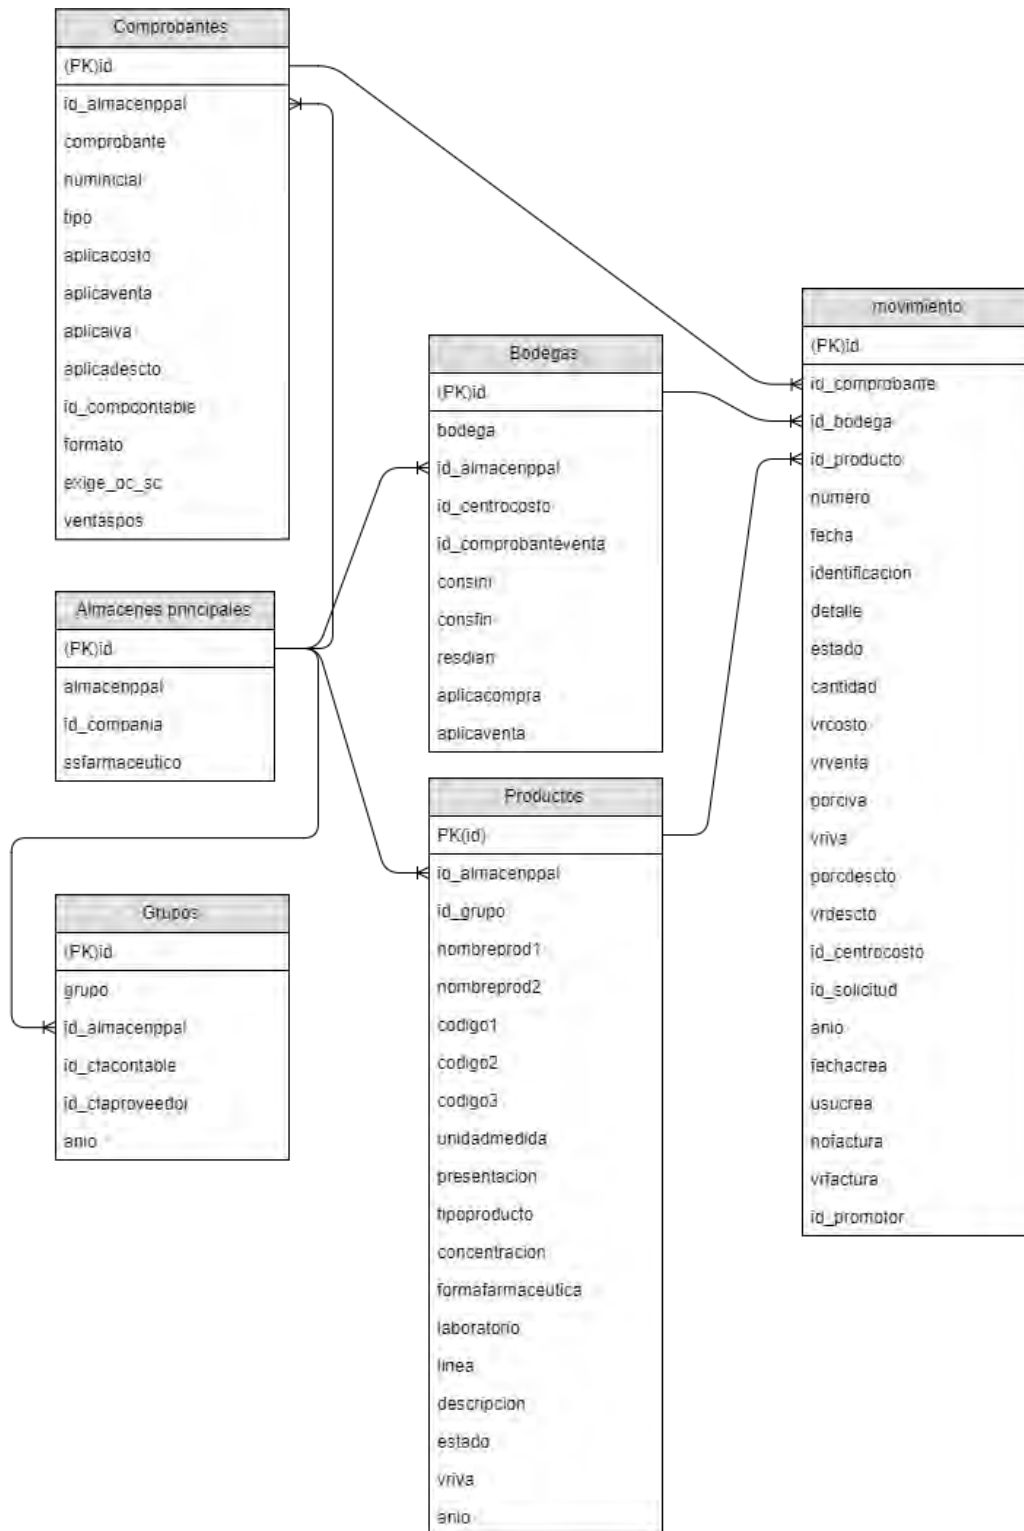 Comprobantes
(PK)id
id_almacenppal
comprobante
numinicial
tipo
aplicacosto
aplicaventa
aplicaiva
aplicadescto
id_compcontable
formato
exige_oc_sc
ventaspos
Almacenes principales
(PK)id
almacenppal
id_compania
esfarmaceutico
Grupos
(PK)id
grupo
id_almacenppal
id_ctacontable
id_ctaproveedor
anio
Bodegas
(PK)id
bodega
id_almacenppal
id_centrocosto
id_comprobanteventa
consini
consfin
resdian
aplicacompra
aplicaventa
Productos
PK(id)
id_almacenppal
id_grupo
nombreprod1
nombreprod2
codigo1
codigo2
codigo3
unidadmedida
presentacion
tipoproducto
concentracion
formafarmaceutica
laboratorio
linea
descripcion
estado
vriva
anio
movimiento
(PK)id
id_comprobante
id_bodega
id_producto
numero
fecha
identificacion
detalle
estado
cantidad
vrcosto
vrventa
porciva
vriva
porcdescto
vrdescto
id_centrocosto
id_solicitud
anio
fechacrea
usucrea
nofactura
vrfactura
id_promotor